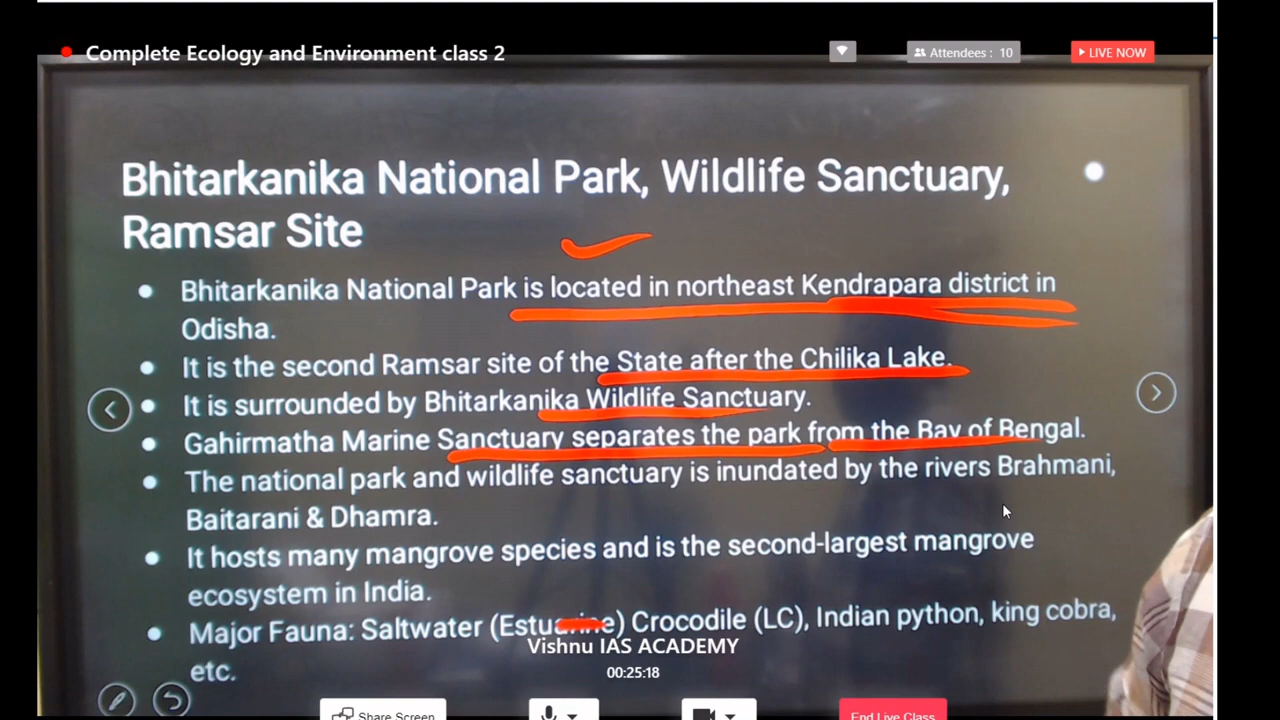 Complete Ecology and Environment class 2
Attendees : 10
LIVE NOW
Bhitarkanika National Park, Wildlife Sanctuary,
Ramsar Site
Bhitarkanika National Park is located in northeast Kendrapara district in
Odisha.
It is the second Ramsar site of the State after the Chilika Lake.
It is surrounded by Bhitarkanika Wildlife Sanctuary.
Gahirmatha Marine Sanctuary separates the park from the Bay of Bengal.
The national park and wildlife sanctuary is inundated by the rivers Brahmani,
Baitarani & Dhamra.
It hosts many mangrove species and is the second-largest mangrove
ecosystem in India.
Major Fauna: Saltwater (Estuarine) Crocodile (LC), Indian python, king cobra,
etc.
Vishnu IAS ACADEMY
00:25:18
Share Screen
End Live Class